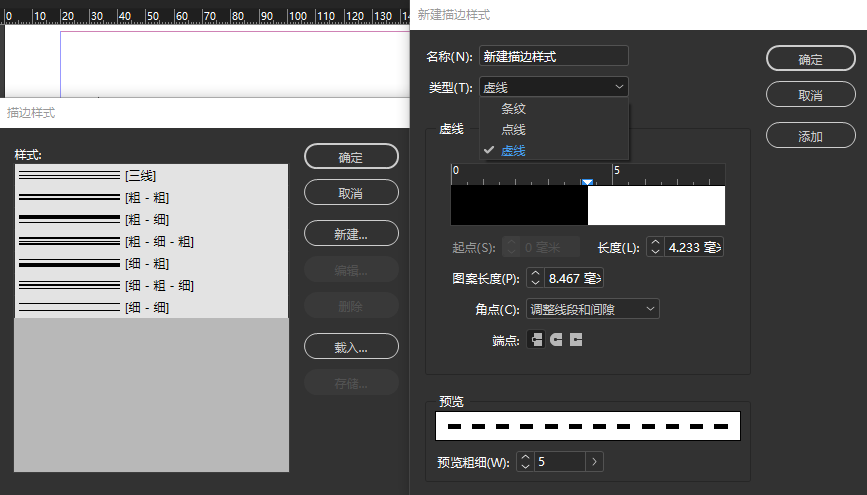 0 10 20 30 40 50 60 70 80 90 100 110 120 130
描边样式
样式:
[三线]
[粗 - 粗]
[粗 - 细]
[粗 - 细 - 粗]
[细 - 粗]
[细 - 粗 - 细]
[细 - 细]
确定
取消
新建...
编辑...
删除
载入...
存储...
新建描边样式
名称(N): 新建描边样式
类型(T): 虚线
条纹
点线
虚线
虚线
0 5
起点(S): 0 毫米 长度(L): 4.233 毫
图案长度(P): 8.467 毫
角点(C): 调整线段和间隙
端点:
预览
预览粗细(W): 5
确定
取消
添加